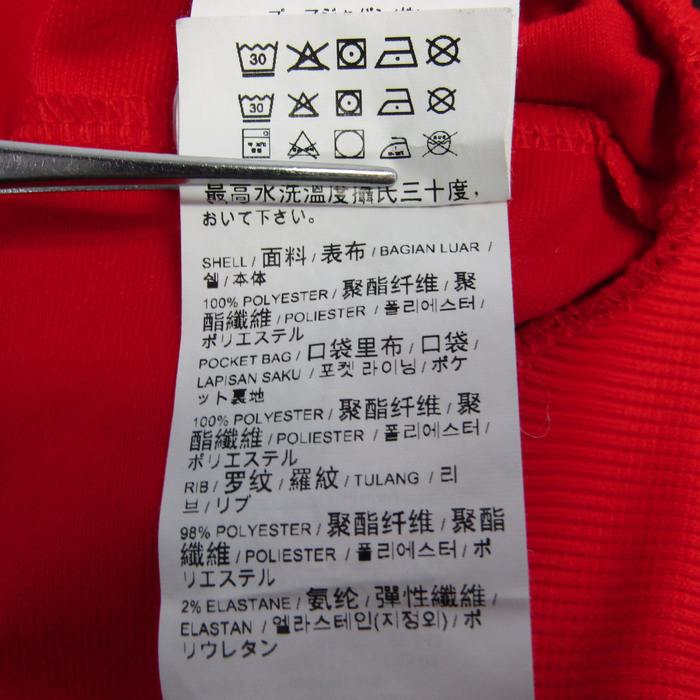 30
30
最高水洗溫度攝氏三十度,
おいて下さい。
SHELL / 面料 / 表布 / BAGIAN LUAR /
쉘 / 本体
100% POLYESTER / 聚酯纤维 / 聚
酯纖維 / POLIESTER / 폴리에스터 /
ポリエステル
POCKET BAG / 口袋里布 / 口袋 /
LAPISAN SAKU / 포켓 라이닝 / ポケ
ット裏地
100% POLYESTER / 聚酯纤维 / 聚
酯纖維 / POLIESTER / 폴리에스터 /
ポリエステル
RIB / 罗纹 / 羅紋 / TULANG / 리
브 / リブ
98% POLYESTER / 聚酯纤维 / 聚酯
纖維 / POLIESTER / 폴리에스터 / ポ
リエステル
2% ELASTANE / 氨纶 / 彈性纖維 /
ELASTAN / 엘라스테인(지정외) / ポ
リウレタン